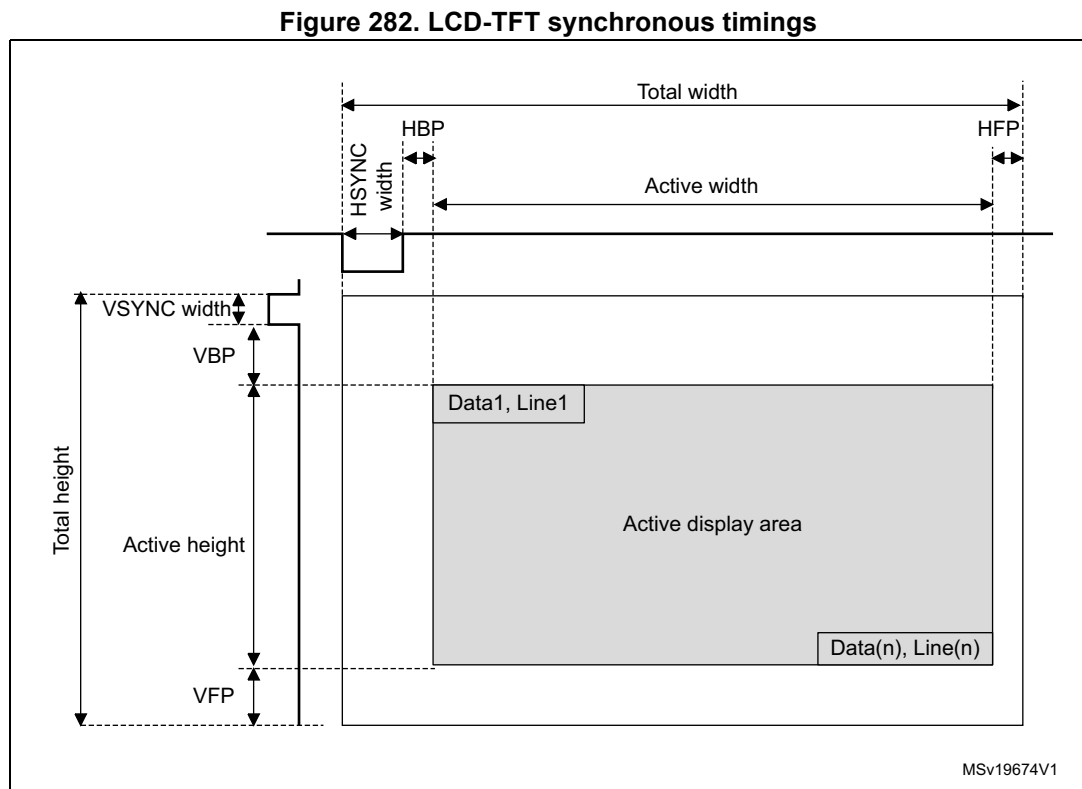 Figure 282. LCD-TFT synchronous timings
Total width
HBP
HFP
HSYNC
width
Active width
VSYNC width
VBP
Data1, Line1
Total height
Active display area
Active height
Data(n), Line(n)
VFP
MSv19674V1